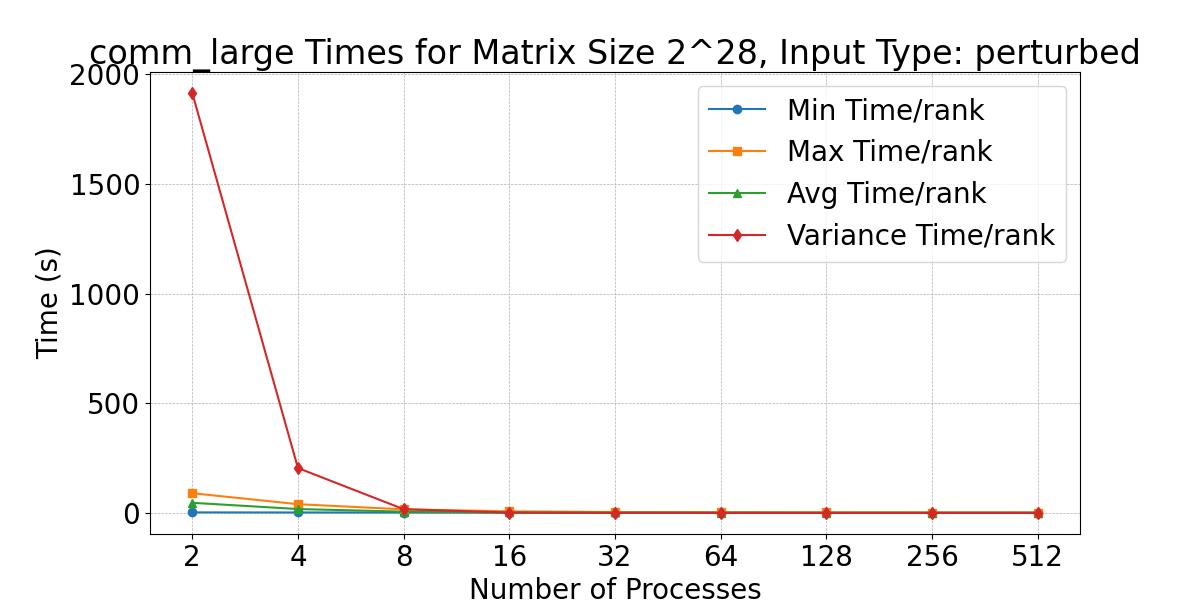 comm_large Times for Matrix Size 2^28, Input Type: perturbed
Time (s)
2000
1500
1000
500
0
Min Time/rank
Max Time/rank
Avg Time/rank
Variance Time/rank
2 4 8 16 32 64 128 256 512
Number of Processes